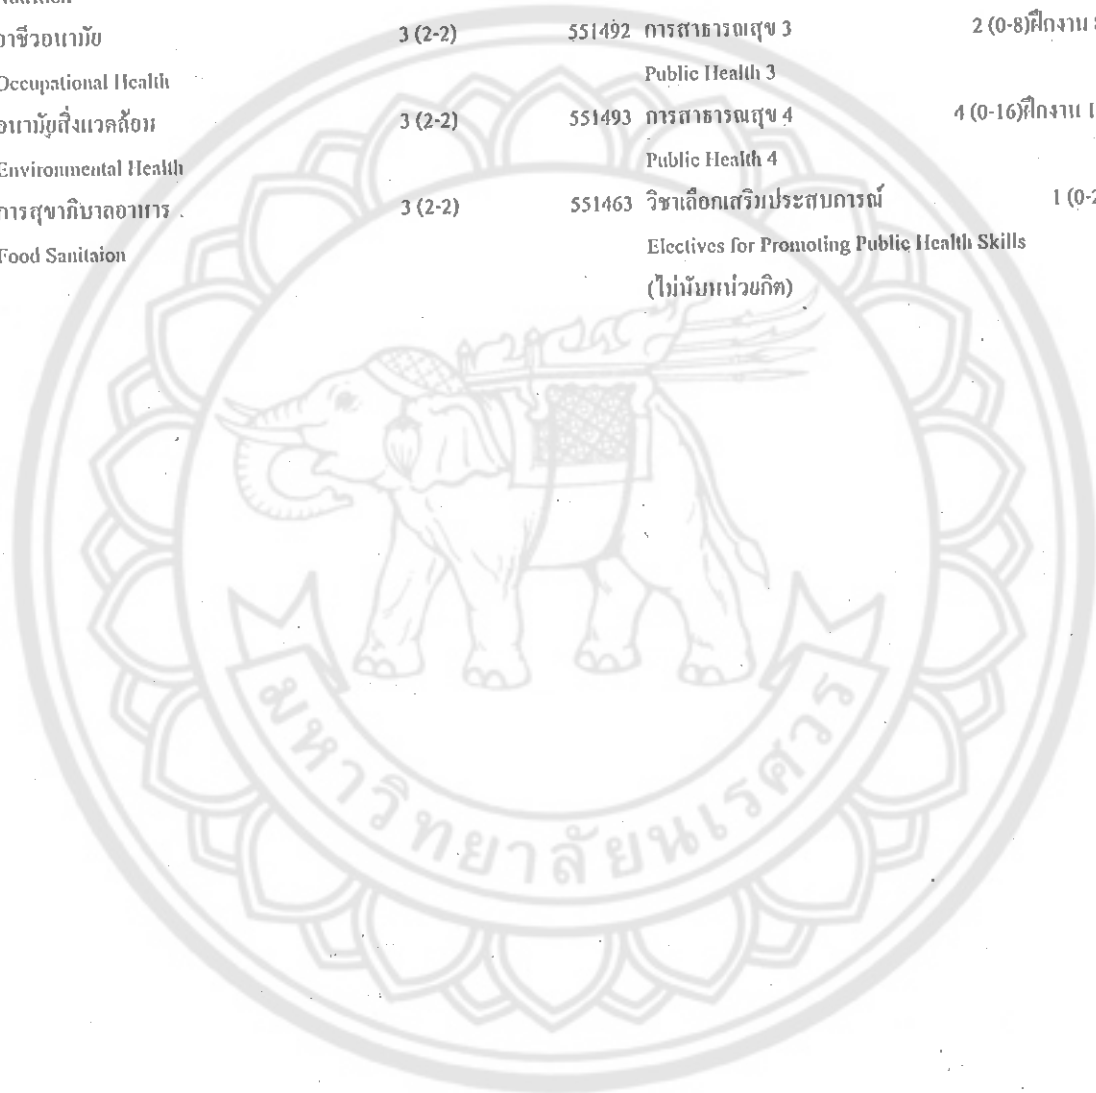 อาชีวอนามัย 3 (2-2)
Occupational Health
อนามัยสิ่งแวดล้อม 3 (2-2)
Environmental Health
การสุขาภิบาลอาหาร 3 (2-2)
Food Sanitaion
551492 การสาธารณสุข 3 2 (0-8)ฝึกงาน
Public Health 3
551493 การสาธารณสุข 4 4 (0-16)ฝึกงาน
Public Health 4
551463 วิชาเลือกเสริมประสบการณ์ 1 (0-2
Electives for Promoting Public Health Skills
(ไม่นับหน่วยกิต)
มหาวิทยาลัยนเรศวร